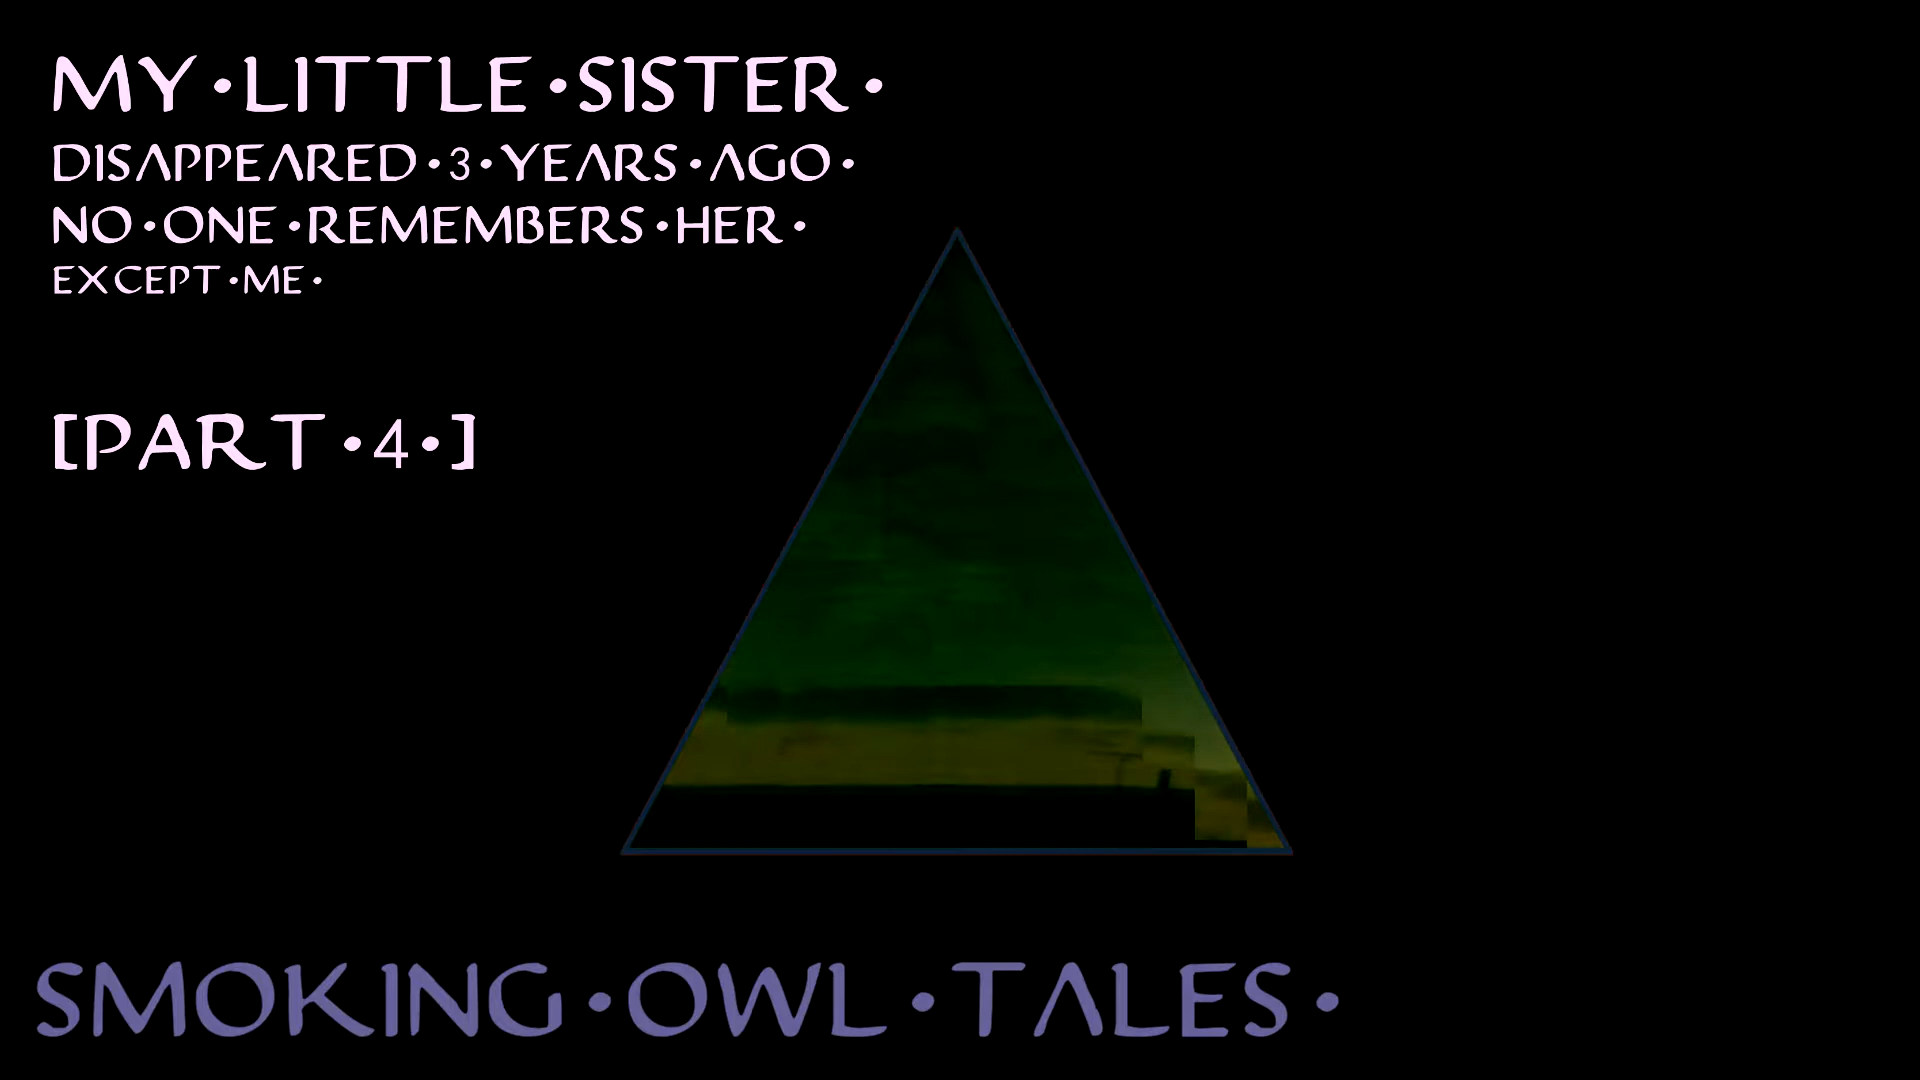 MY·LITTLE·SISTER·
DISAPPEARED·3·YEARS·AGO·
NO·ONE·REMEMBERS·HER·
EXCEPT·ME·
[PART·4·]
SMOKING·OWL·TALES·